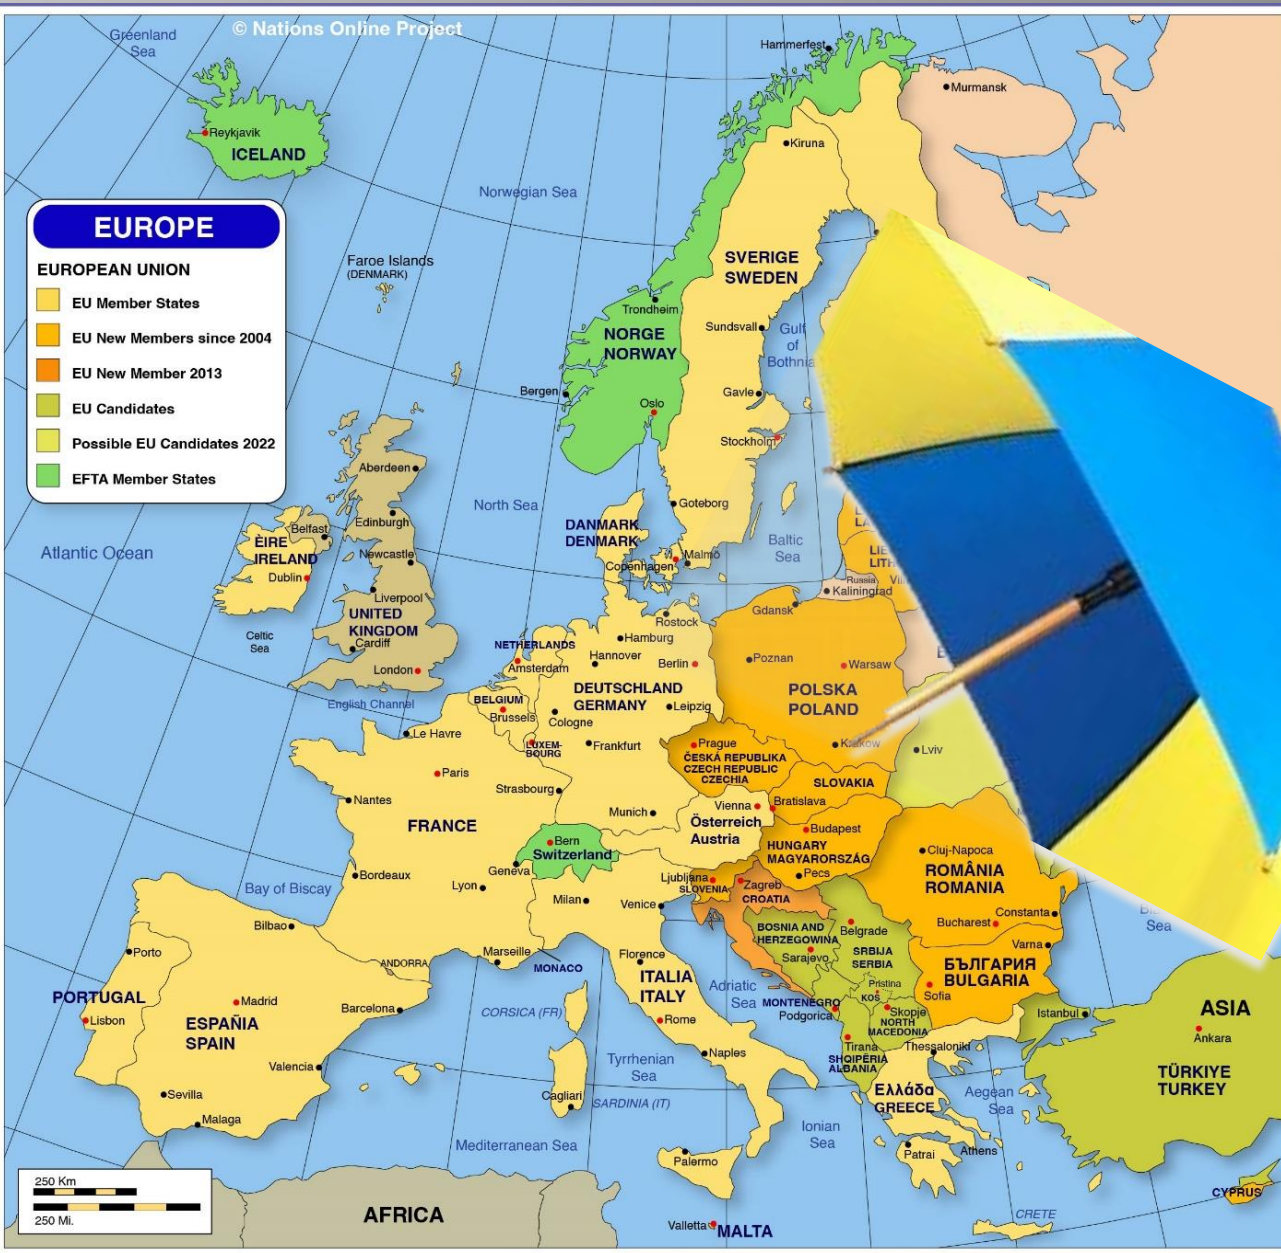 © Nations Online Project
Greenland
Sea
Hammerfest
Murmansk
Reykjavik
ICELAND
Kiruna
Norwegian Sea
EUROPE
EUROPEAN UNION
EU Member States
EU New Members since 2004
EU New Member 2013
EU Candidates
Possible EU Candidates 2022
EFTA Member States
Faroe Islands
(DENMARK)
SVERIGE
SWEDEN
Trondheim
NORGE
NORWAY
Sundsvall
Gulf
of
Bothnia
Bergen
Gavle
Oslo
Stockholm
Aberdeen
North Sea
Goteborg
Edinburgh
Belfast
DANMARK
DENMARK
Baltic
Sea
Atlantic Ocean
ÈIRE
IRELAND
Newcastle
Copenhagen
Malmö
Dublin
Liverpool
Russia
Kaliningrad
UNITED
KINGDOM
Celtic
Sea
Cardiff
London
English Channel
Gdansk
Rostock
Hamburg
NETHERLANDS
Amsterdam
Hannover
Berlin
Poznan
Warsaw
DEUTSCHLAND
GERMANY
POLSKA
POLAND
BELGIUM
Brussels
Cologne
Leipzig
Le Havre
LUXEM-
BOURG
Frankfurt
Prague
Krakow
Lviv
ČESKÁ REPUBLIKA
CZECH REPUBLIC
CZECHIA
Paris
Strasbourg
SLOVAKIA
Nantes
Munich
Vienna
Bratislava
Österreich
Austria
FRANCE
Bern
Switzerland
Budapest
HUNGARY
MAGYARORSZÁG
Cluj-Napoca
ROMÂNIA
ROMANIA
Geneva
Pecs
Bordeaux
Lyon
Ljubljana
SLOVENIA
Zagreb
CROATIA
Bay of Biscay
Milan
Venice
Constanta
Bucharest
Bilbao
BOSNIA AND
HERZEGOWINA
Belgrade
Sea
Varna
Porto
Marseille
Florence
Sarajevo
SRBIJA
SERBIA
БЪЛГАРИЯ
BULGARIA
ANDORRA
MONACO
ITALIA
ITALY
Adriatic
Sea
Pristina
KOS
Sofia
PORTUGAL
Lisbon
Madrid
Barcelona
CORSICA (FR)
Rome
MONTENEGRO
Podgorica
Skopje
NORTH
MACEDONIA
Istanbul
ASIA
Ankara
ESPAÑIA
SPAIN
Tyrrhenian
Sea
Naples
Tirana
SHQIPËRIA
ALBANIA
Thessaloniki
Valencia
TÜRKIYE
TURKEY
Sevilla
Cagliari
SARDINIA (IT)
Ελλάδα
GREECE
Aegean
Sea
Malaga
Mediterranean Sea
Ionian
Sea
Palermo
Patrai
Athens
250 Km
250 Mi.
AFRICA
Valletta
MALTA
CRETE
CYPRUS